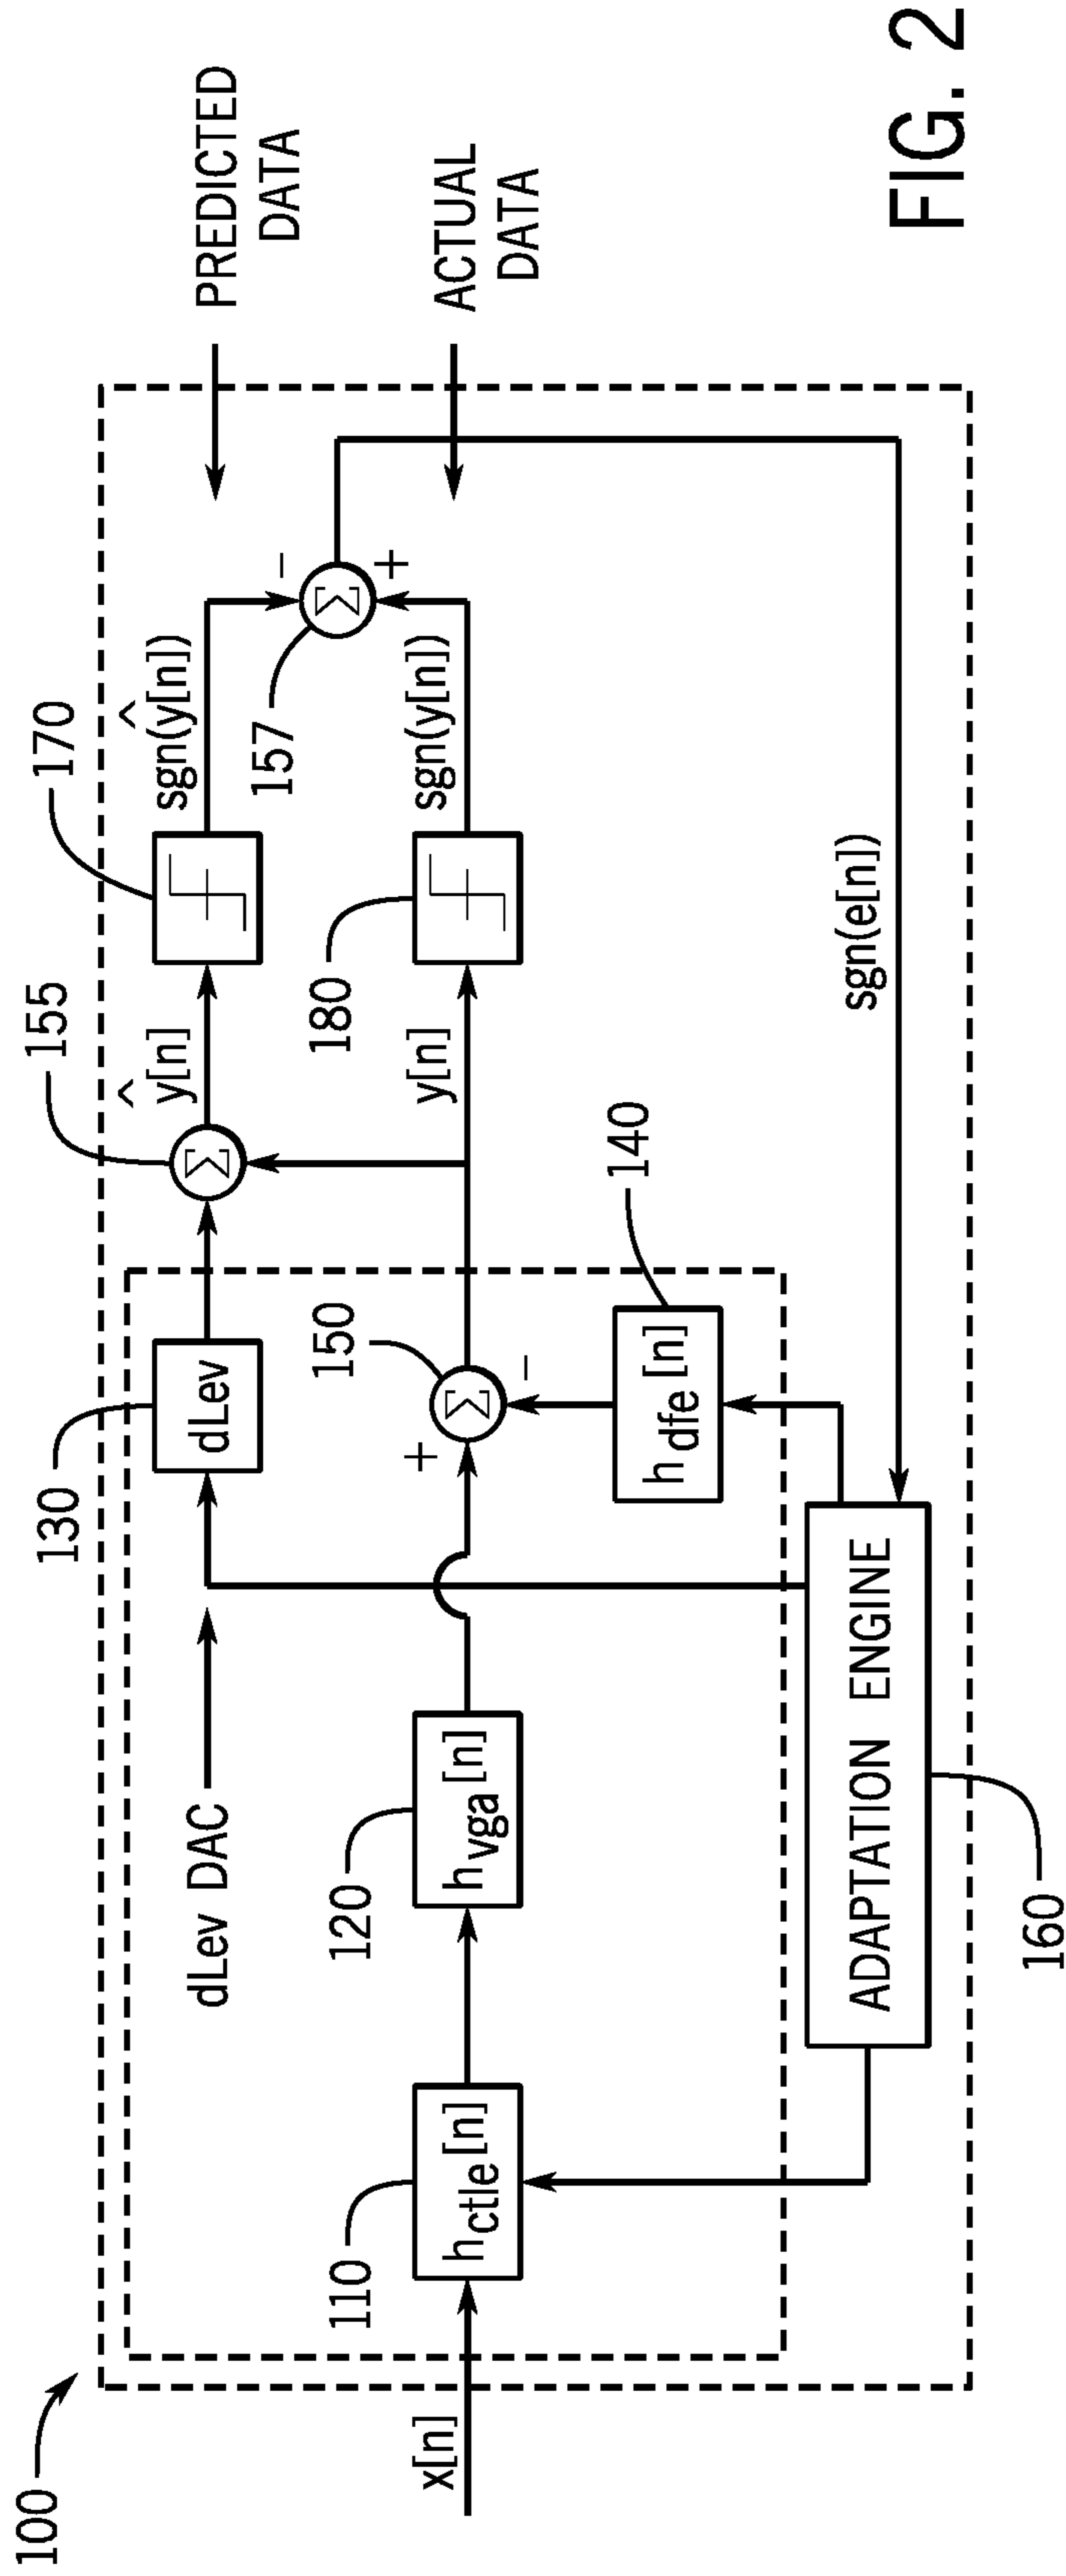 100
x[n]
110
h_ctle[n]
120
h_vga[n]
dLev DAC
130
dLev
150
+
Σ
-
140
h_dfe[n]
ADAPTATION ENGINE
160
155
Σ
ŷ[n]
y[n]
170
180
sgn(ŷ[n])
sgn(y[n])
157
-
Σ
+
sgn(e[n])
PREDICTED
DATA
ACTUAL
DATA
FIG. 2